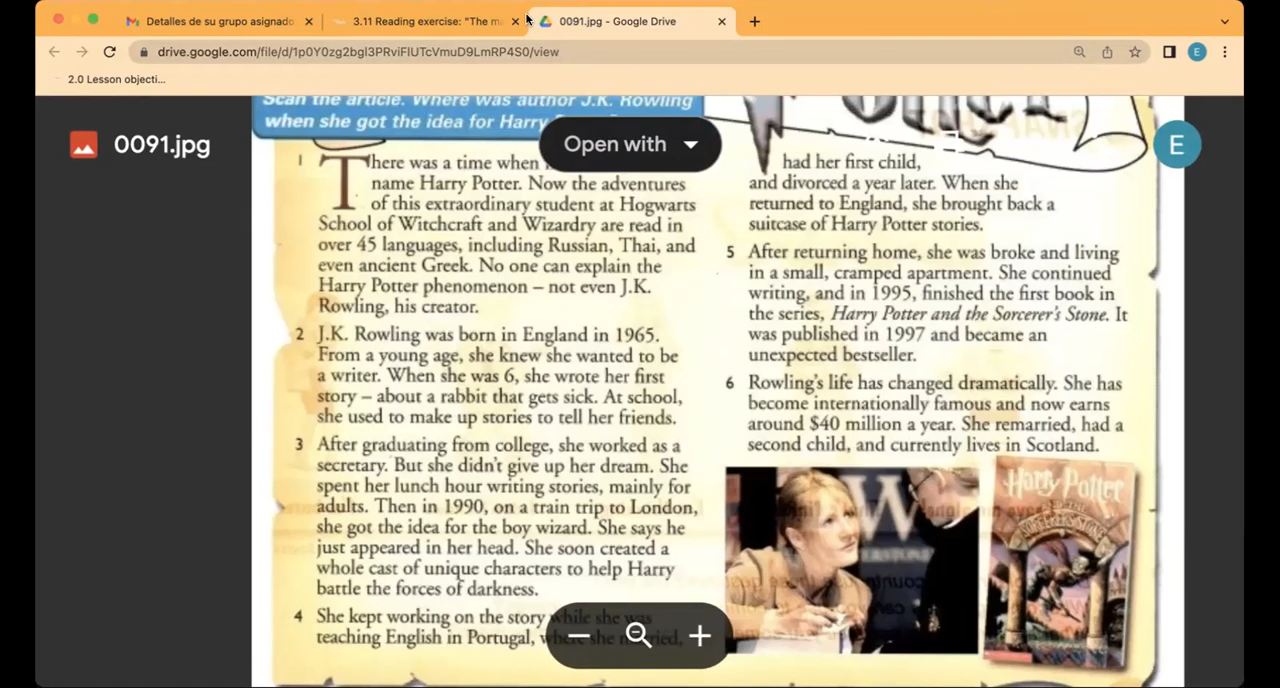 Detalles de su grupo asignado
3.11 Reading exercise: "The m
0091.jpg - Google Drive
drive.google.com/file/d/1p0Y0zg2bgl3PRviFlUTcVmuD9LmRP4S0/view
E
2.0 Lesson objecti...
0091.jpg
Open with
E
Scan the article. Where was author J.K. Rowling
when she got the idea for Harry
1 There was a time when
name Harry Potter. Now the adventures
of this extraordinary student at Hogwarts
School of Witchcraft and Wizardry are read in
over 45 languages, including Russian, Thai, and
even ancient Greek. No one can explain the
Harry Potter phenomenon – not even J.K.
Rowling, his creator.
2 J.K. Rowling was born in England in 1965.
From a young age, she knew she wanted to be
a writer. When she was 6, she wrote her first
story – about a rabbit that gets sick. At school,
she used to make up stories to tell her friends.
3 After graduating from college, she worked as a
secretary. But she didn't give up her dream. She
spent her lunch hour writing stories, mainly for
adults. Then in 1990, on a train trip to London,
she got the idea for the boy wizard. She says he
just appeared in her head. She soon created a
whole cast of unique characters to help Harry
battle the forces of darkness.
4 She kept working on the story while she was
teaching English in Portugal, where she married,
had her first child,
and divorced a year later. When she
returned to England, she brought back a
suitcase of Harry Potter stories.
5 After returning home, she was broke and living
in a small, cramped apartment. She continued
writing, and in 1995, finished the first book in
the series, Harry Potter and the Sorcerer's Stone. It
was published in 1997 and became an
unexpected bestseller.
6 Rowling's life has changed dramatically. She has
become internationally famous and now earns
around $40 million a year. She remarried, had a
second child, and currently lives in Scotland.
W
Harry Potter